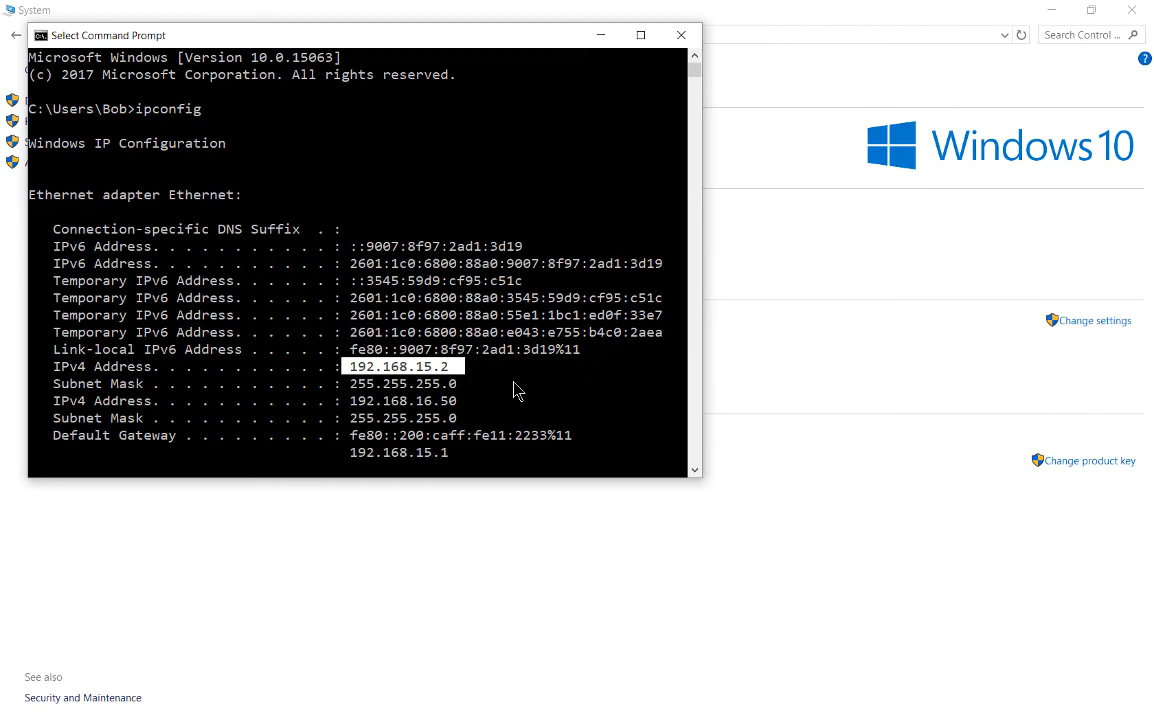 System
Select Command Prompt
Search Control ...
Microsoft Windows [Version 10.0.15063]
(c) 2017 Microsoft Corporation. All rights reserved.
C:\Users\Bob>ipconfig
Windows IP Configuration
Ethernet adapter Ethernet:
Connection-specific DNS Suffix . :
IPv6 Address. . . . . . . . . . . : ::9007:8f97:2ad1:3d19
IPv6 Address. . . . . . . . . . . : 2601:1c0:6800:88a0:9007:8f97:2ad1:3d19
Temporary IPv6 Address. . . . . . : ::3545:59d9:cf95:c51c
Temporary IPv6 Address. . . . . . : 2601:1c0:6800:88a0:3545:59d9:cf95:c51c
Temporary IPv6 Address. . . . . . : 2601:1c0:6800:88a0:55e1:1bc1:ed0f:33e7
Temporary IPv6 Address. . . . . . : 2601:1c0:6800:88a0:e043:e755:b4c0:2aea
Link-local IPv6 Address . . . . . : fe80::9007:8f97:2ad1:3d19%11
IPv4 Address. . . . . . . . . . . : 192.168.15.2
Subnet Mask . . . . . . . . . . . : 255.255.255.0
IPv4 Address. . . . . . . . . . . : 192.168.16.50
Subnet Mask . . . . . . . . . . . : 255.255.255.0
Default Gateway . . . . . . . . . : fe80::200:caff:fe11:2233%11
192.168.15.1
Windows 10
Change settings
Change product key
See also
Security and Maintenance